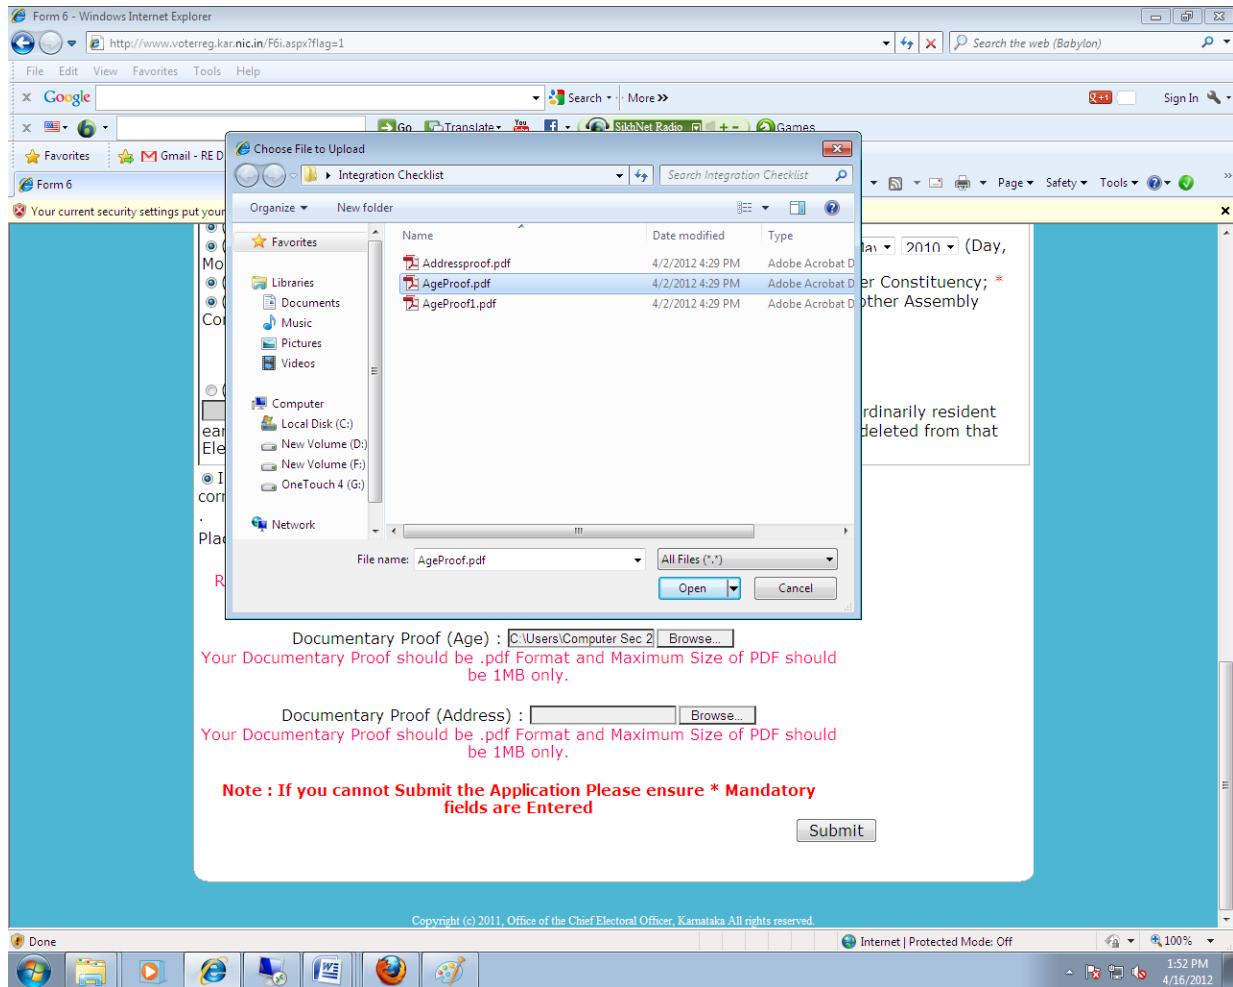 Form 6 - Windows Internet Explorer
http://www.voterreg.kar.nic.in/F6i.aspx?flag=1
Search the web (Babylon)
File Edit View Favorites Tools Help
x Google Search More >>
+1 Sign In
x Go Translate You SikhNet Radio Games
Favorites Gmail - RE D
Form 6
Page Safety Tools
Your current security settings put your
Choose File to Upload
Integration Checklist
Search Integration Checklist
Organize New folder
Favorites
Libraries
Documents
Music
Pictures
Videos
Computer
Local Disk (C:)
New Volume (D:)
New Volume (F:)
OneTouch 4 (G:)
Network
Name Date modified Type
Addressproof.pdf 4/2/2012 4:29 PM Adobe Acrobat D
AgeProof.pdf 4/2/2012 4:29 PM Adobe Acrobat D
AgeProof1.pdf 4/2/2012 4:29 PM Adobe Acrobat D
File name: AgeProof.pdf All Files (*.*)
Open Cancel
2010 (Day,
Mo
er Constituency; *
other Assembly
Co
rdinarily resident
ear deleted from that
Ele
I
corr
.
Pla
R
Documentary Proof (Age) : C:\Users\Computer Sec 2 Browse...
Your Documentary Proof should be .pdf Format and Maximum Size of PDF should
be 1MB only.
Documentary Proof (Address) : Browse...
Your Documentary Proof should be .pdf Format and Maximum Size of PDF should
be 1MB only.
Note : If you cannot Submit the Application Please ensure * Mandatory
fields are Entered
Submit
Copyright (c) 2011, Office of the Chief Electoral Officer, Karnataka All rights reserved.
Done Internet | Protected Mode: Off 100%
1:52 PM
4/16/2012